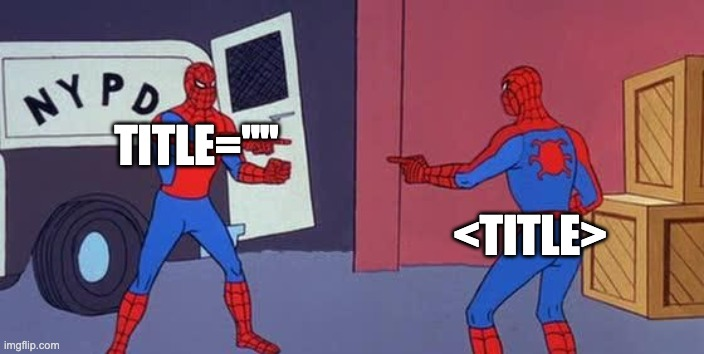 NYPD
TITLE=""
<TITLE>
imgflip.com